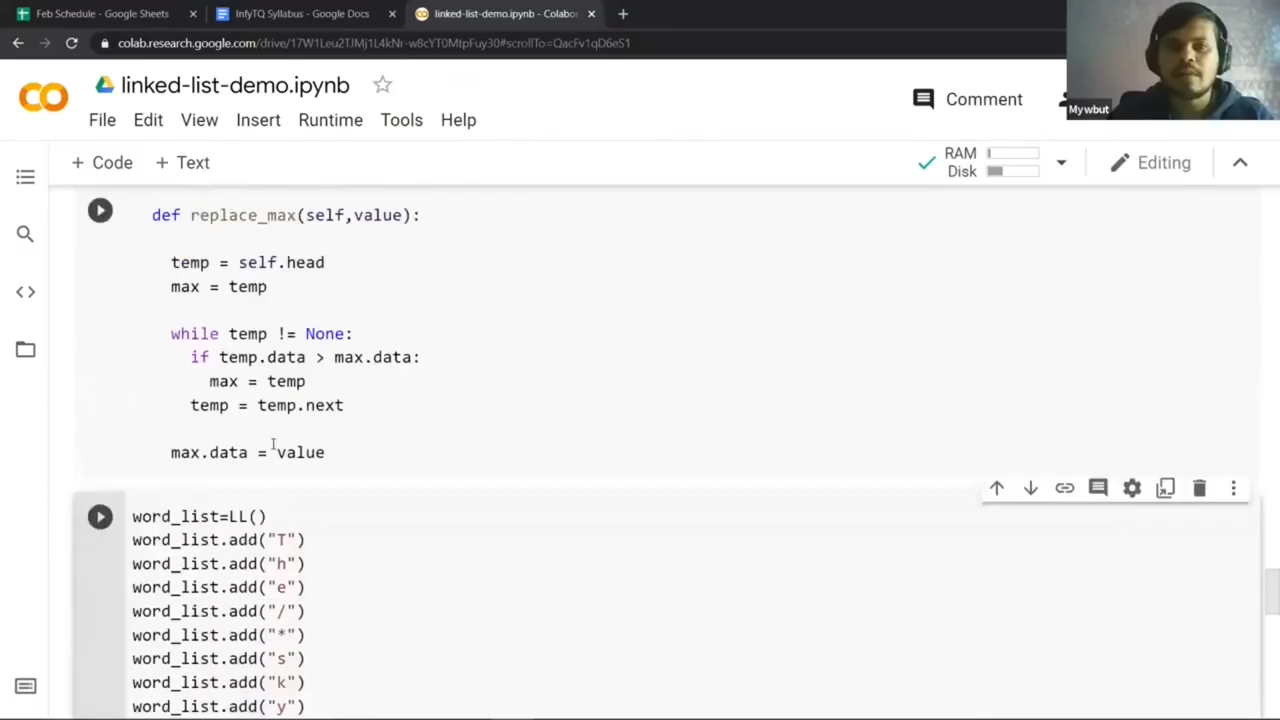 Feb Schedule - Google Sheets
InfyTQ Syllabus - Google Docs
linked-list-demo.ipynb - Colabor
colab.research.google.com/drive/17W1Leu2TJMj1L4kNr-w8cYT0MtpFuy30#scrollTo=QacFv1qD6eS1
Mywbut
linked-list-demo.ipynb
Comment
File Edit View Insert Runtime Tools Help
+ Code + Text
RAM
Disk
Editing
def replace_max(self,value):
temp = self.head
max = temp
while temp != None:
if temp.data > max.data:
max = temp
temp = temp.next
max.data = value
word_list=LL()
word_list.add("T")
word_list.add("h")
word_list.add("e")
word_list.add("/")
word_list.add("*")
word_list.add("s")
word_list.add("k")
word_list.add("y")